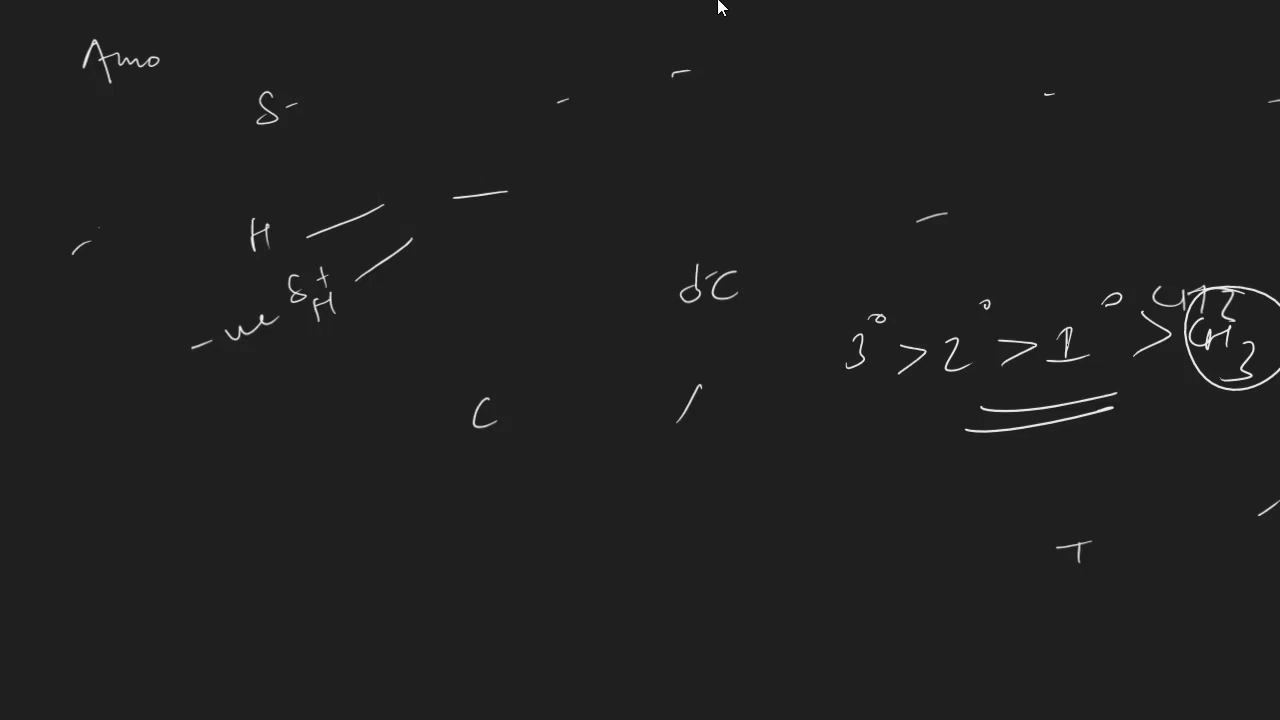 Amo
δ-
H
δ+
H
-ve
3° > 2° > 1° > CH3
C
T